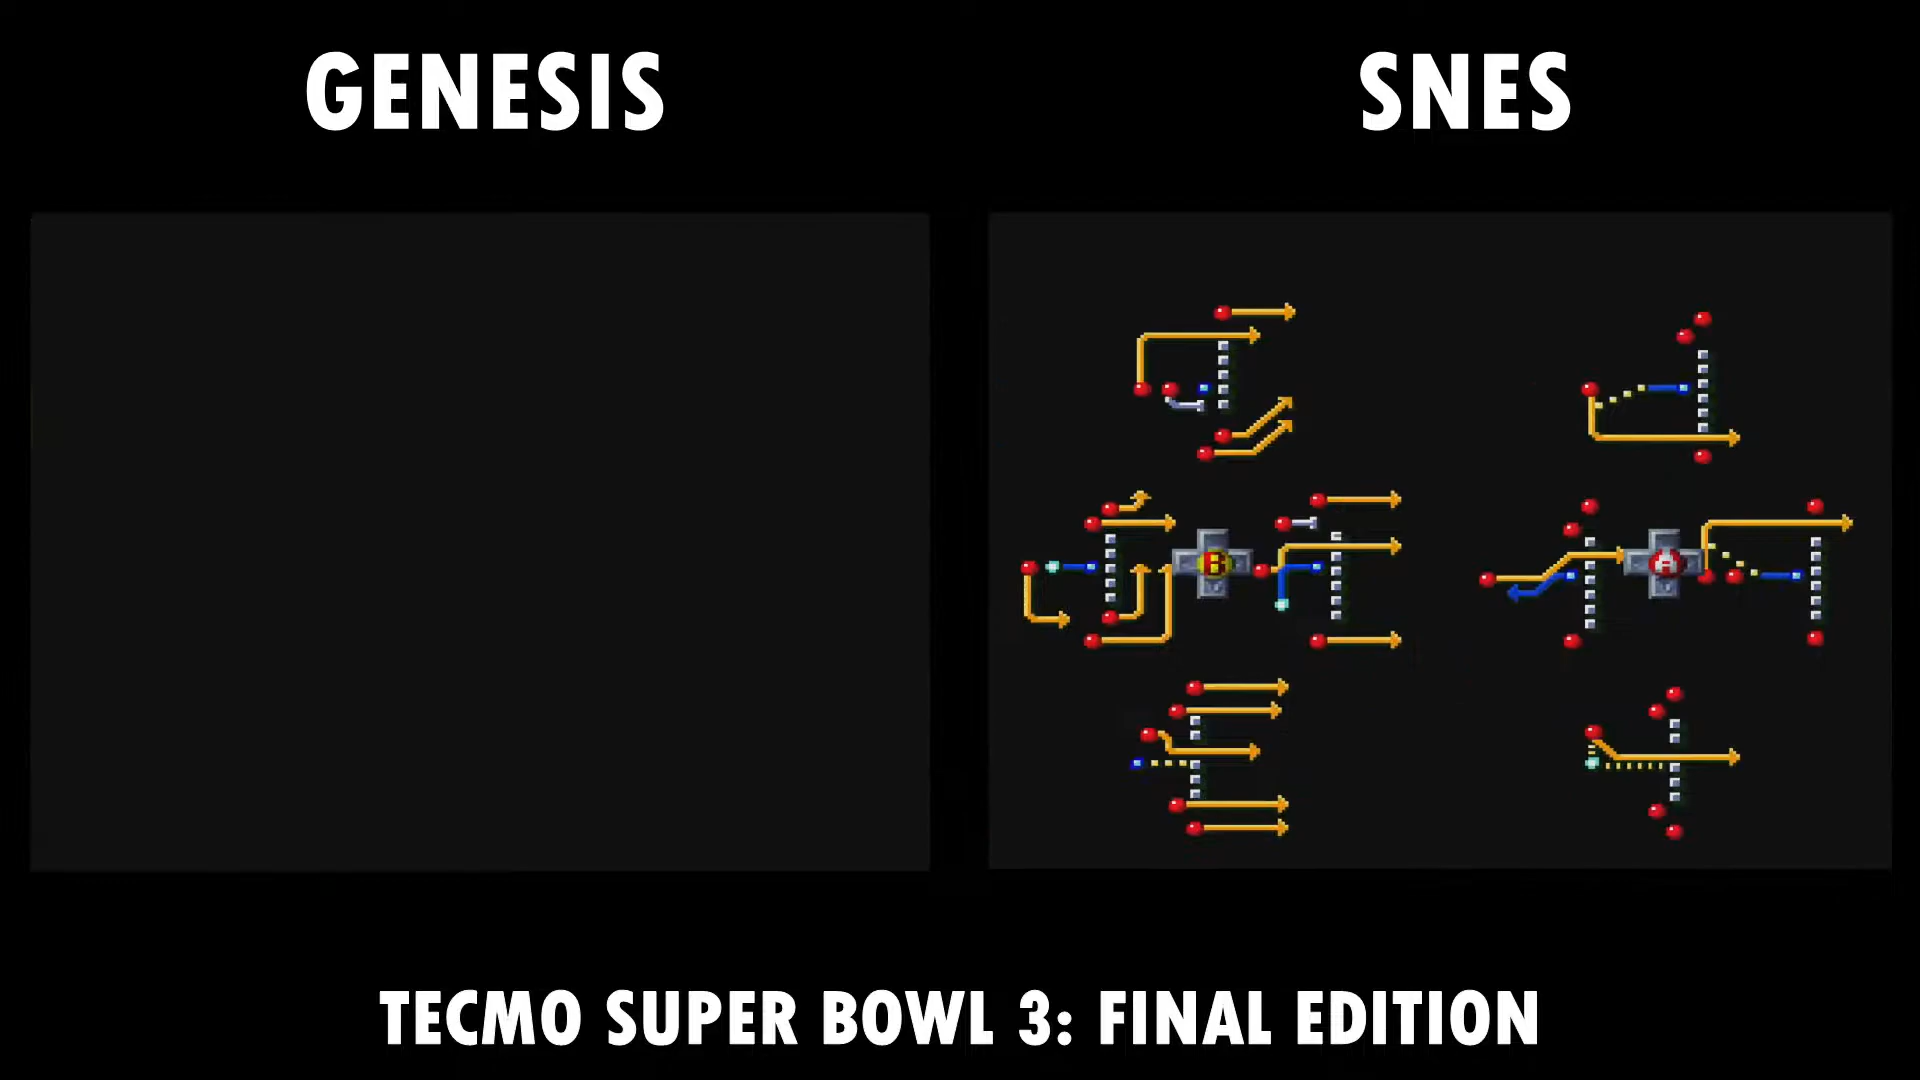 GENESIS
SNES
B
A
TECMO SUPER BOWL 3: FINAL EDITION